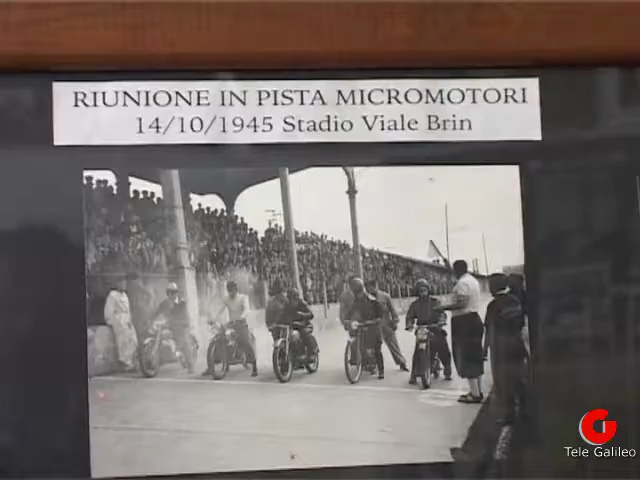 RIUNIONE IN PISTA MICROMOTORI
14/10/1945 Stadio Viale Brin
Tele Galileo